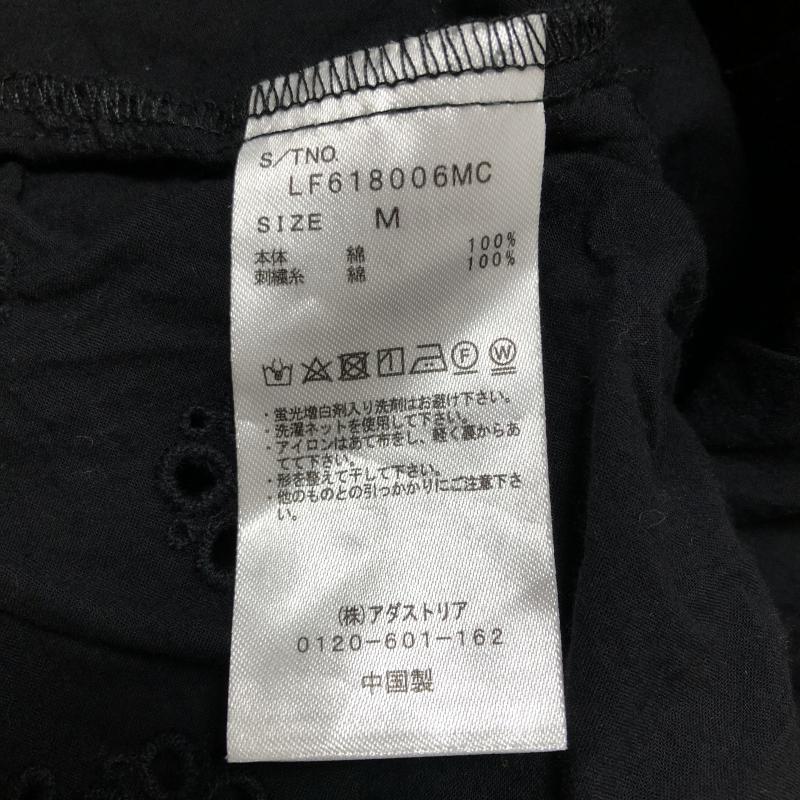 S/TNO.
LF618006MC
SIZE M
本体 綿 100%
刺繍糸 綿 100%
F W
・蛍光増白剤入り洗剤はお避け下さい。
・洗濯ネットを使用して下さい。
・アイロンはあて布をし、軽く裏からあ
てて下さい。
・形を整えて干して下さい。
・他のものとの引っかかりにご注意下さ
い。
(株)アダストリア
0120-601-162
中国製